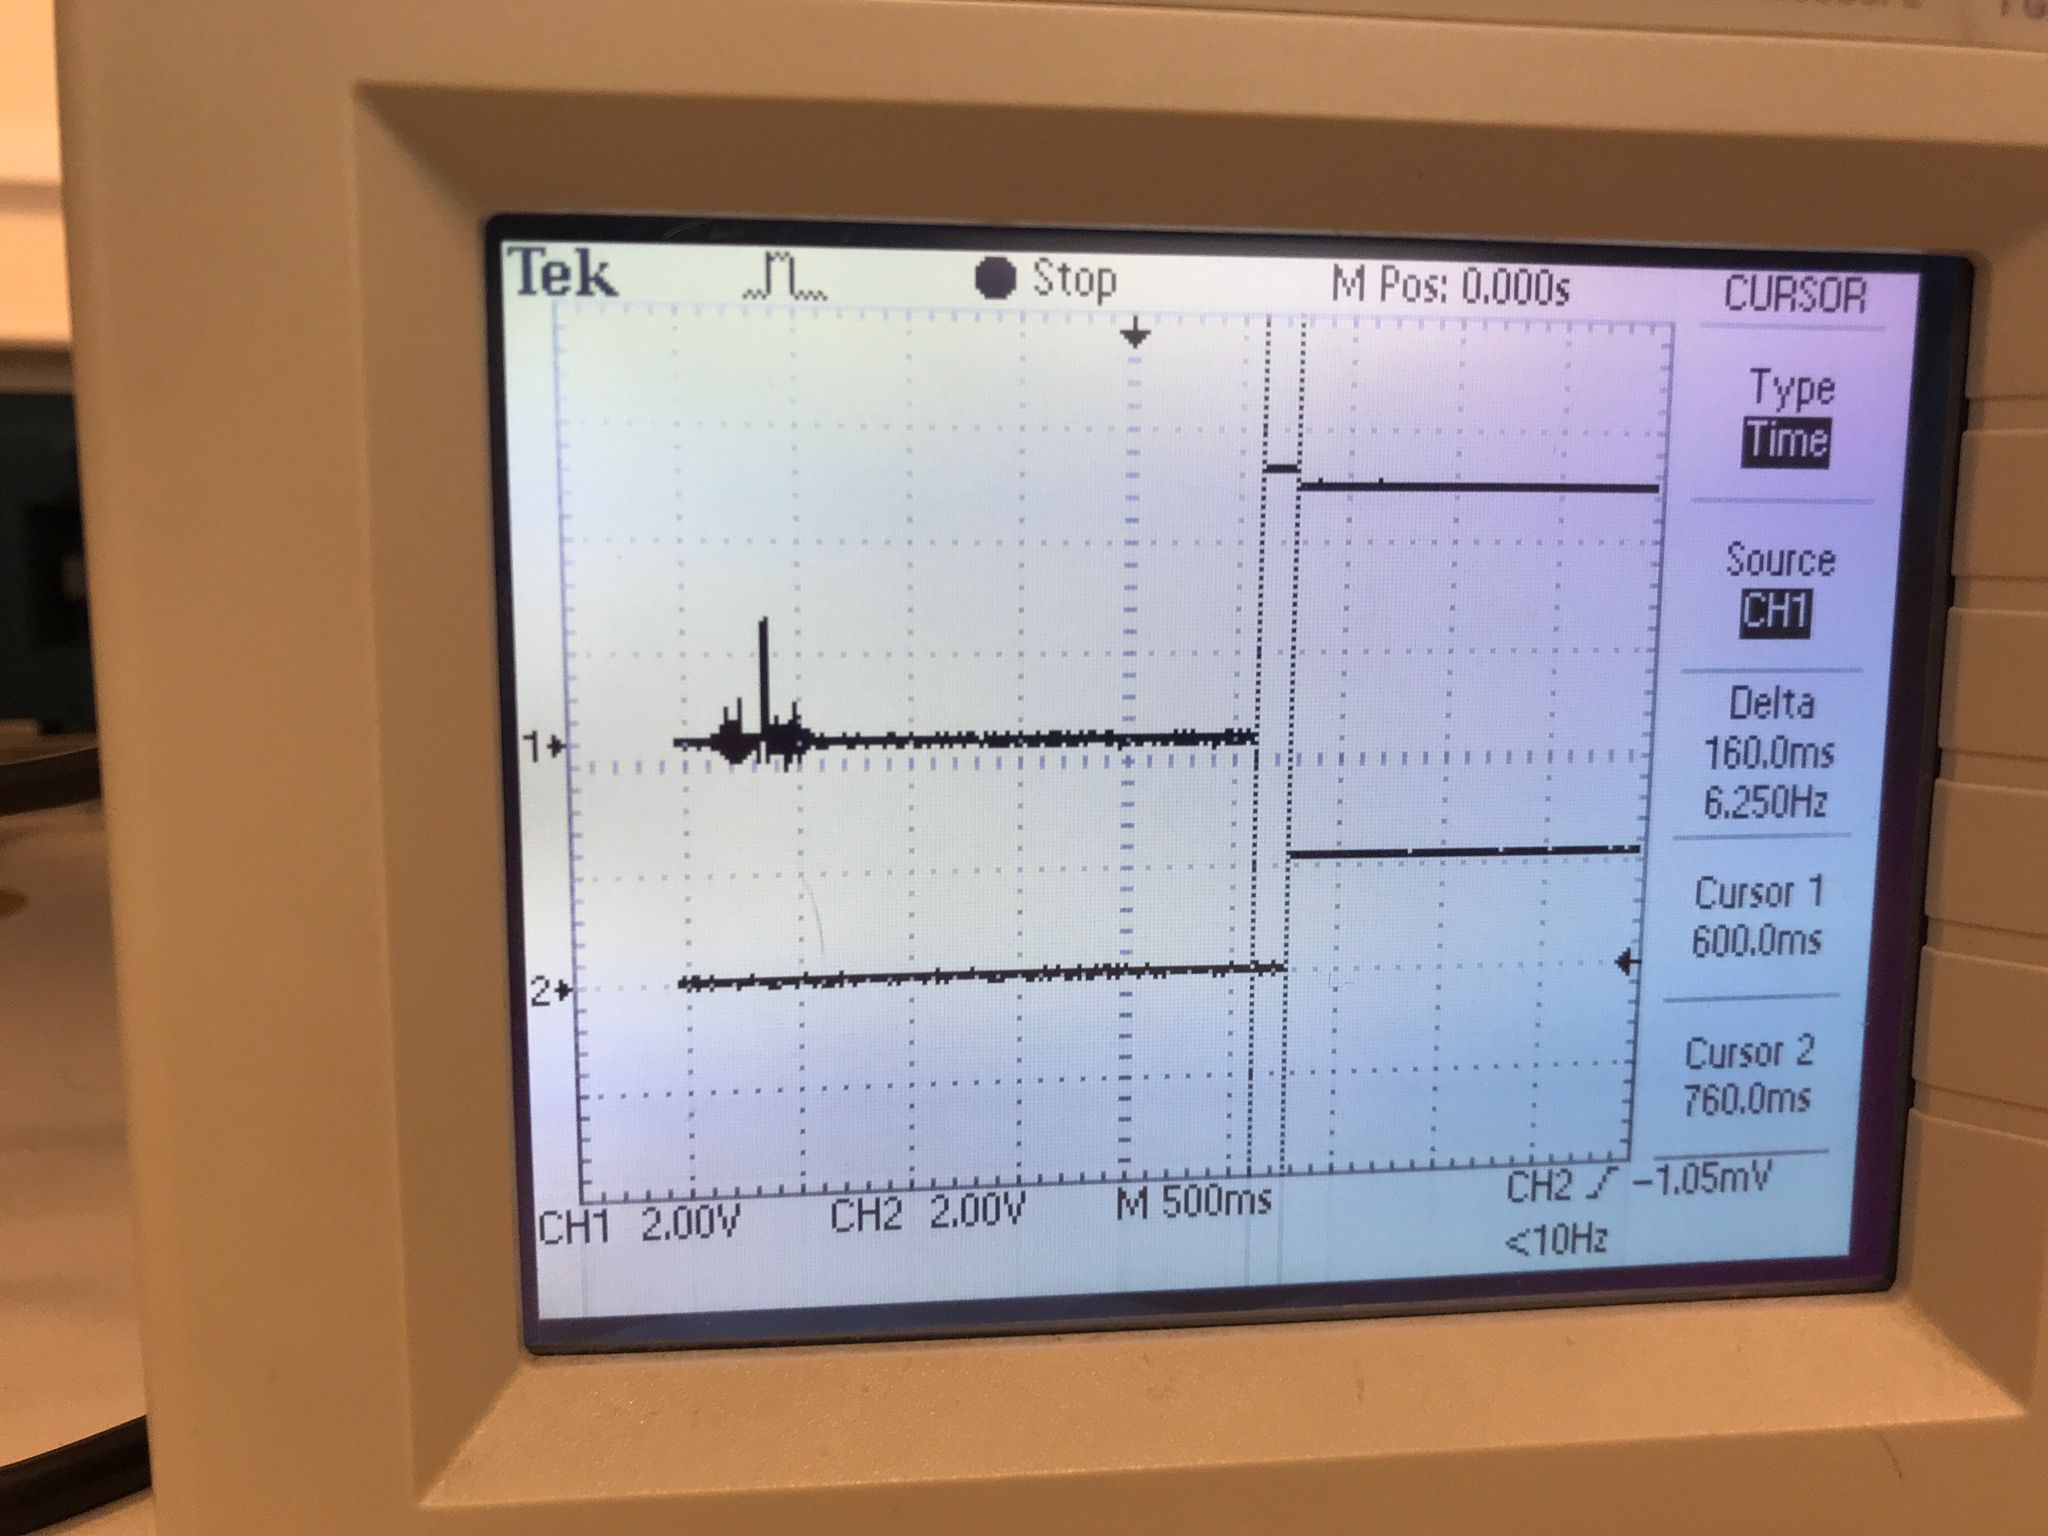 Tek Stop M Pos: 0.000s CURSOR
Type
Time
Source
CH1
Delta
160.0ms
6.250Hz
Cursor 1
600.0ms
Cursor 2
760.0ms
1
2
CH1 2.00V CH2 2.00V M 500ms CH2 -1.05mV
<10Hz